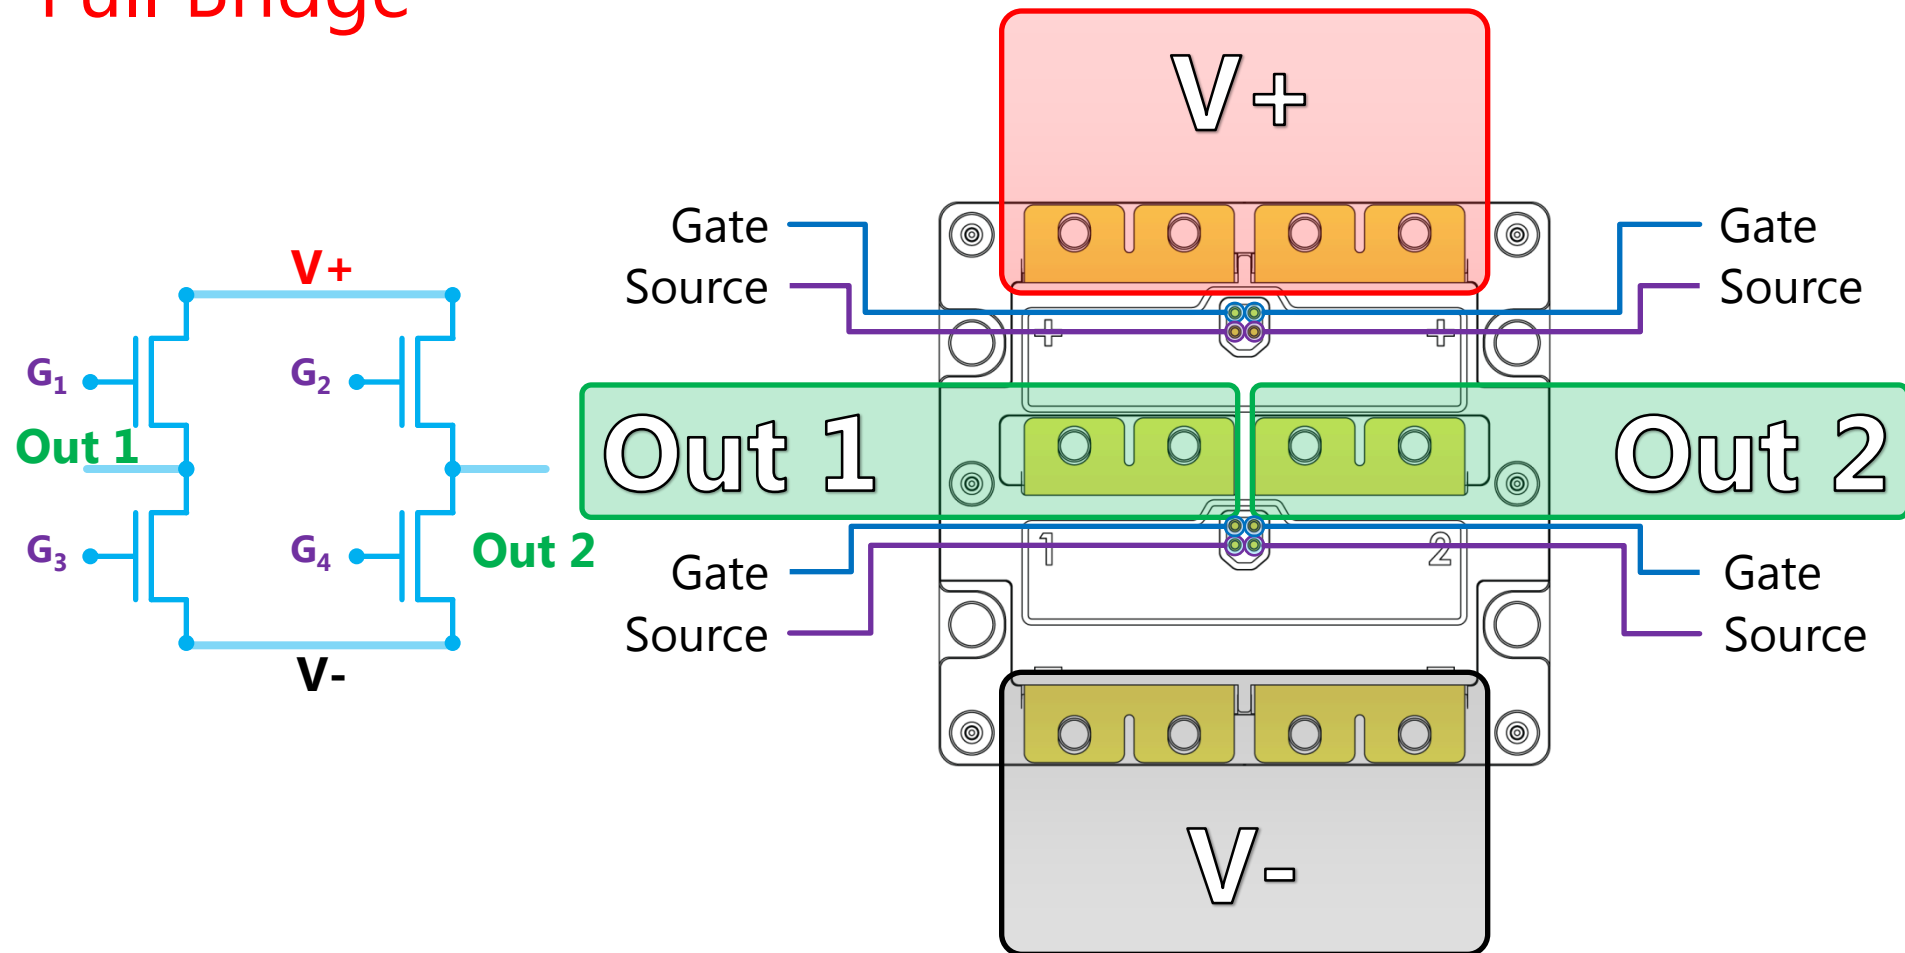 Full Bridge
V+
G1
G2
Out 1
G3
G4
Out 2
V-
V+
Gate
Source
Gate
Source
+
+
Out 1
Out 2
1
2
Gate
Source
Gate
Source
V-